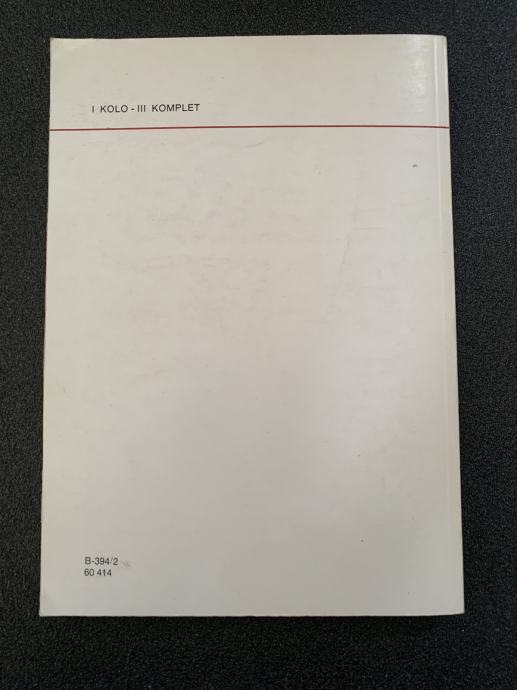 I KOLO - III KOMPLET
B-394/2
60 414